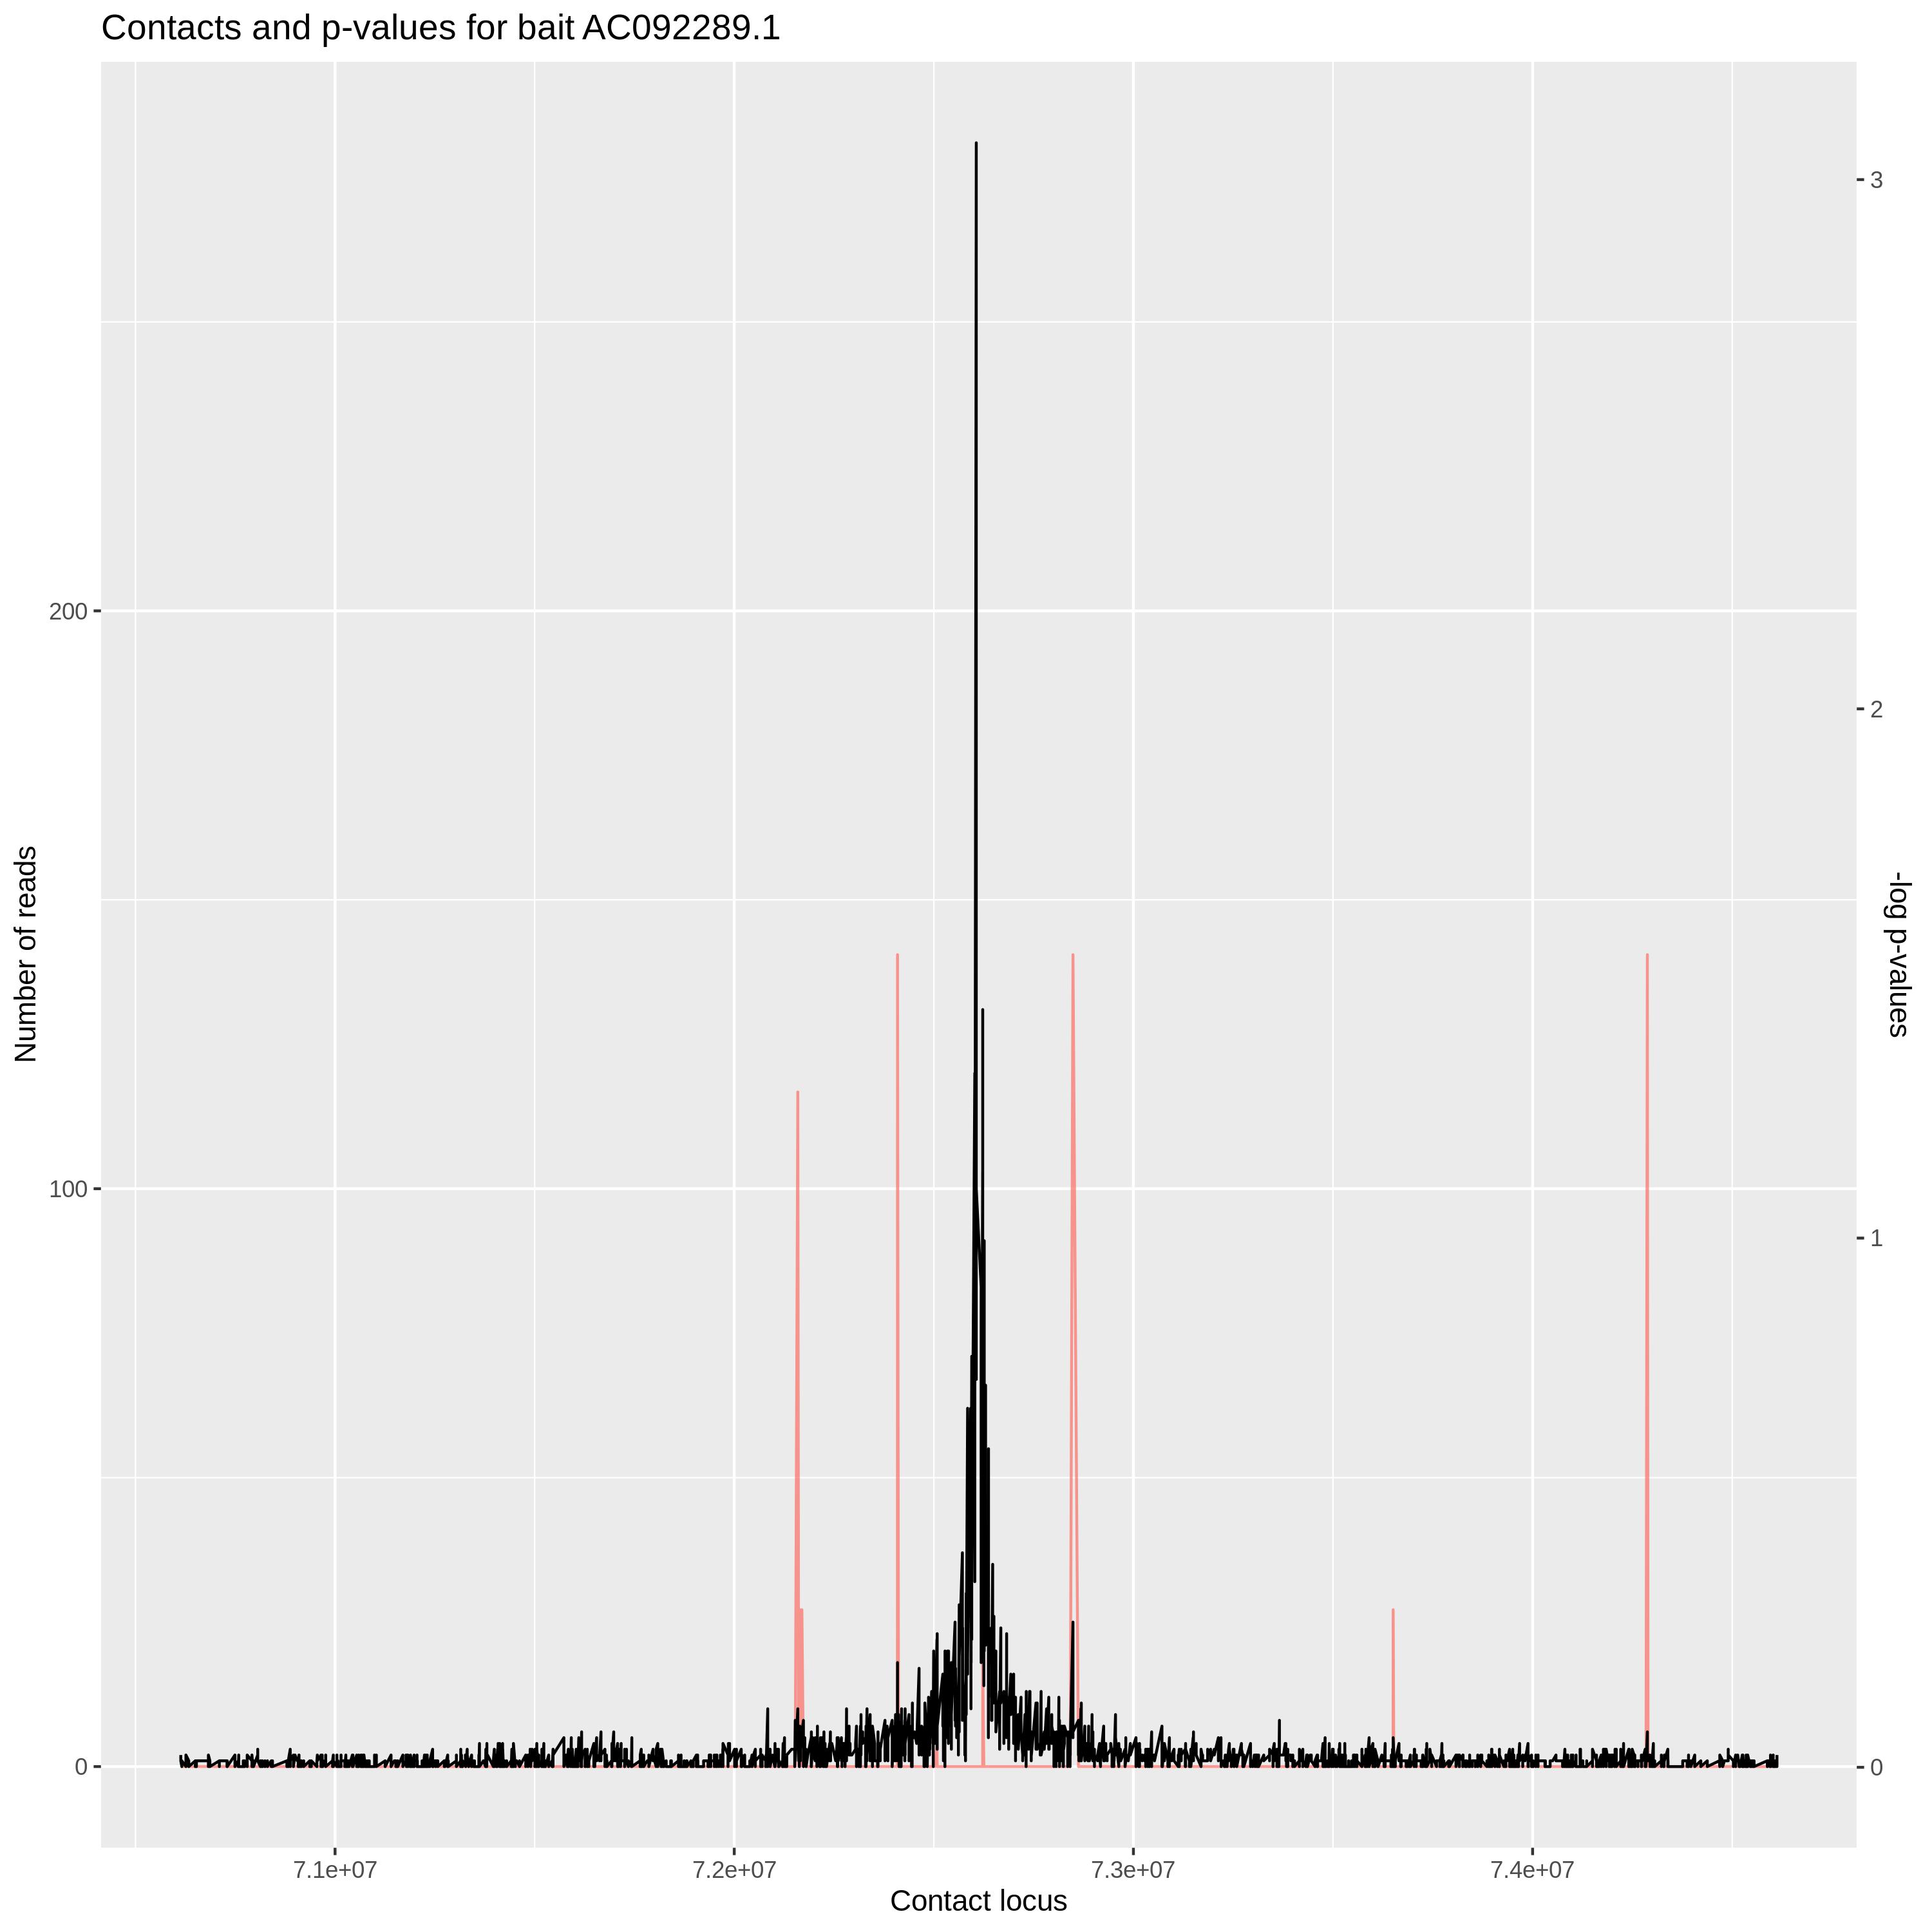 Contacts and p-values for bait AC092289.1
3
200
2
Number of reads
-log p-values
100
1
0
0
7.1e+07
7.2e+07
7.3e+07
7.4e+07
Contact locus